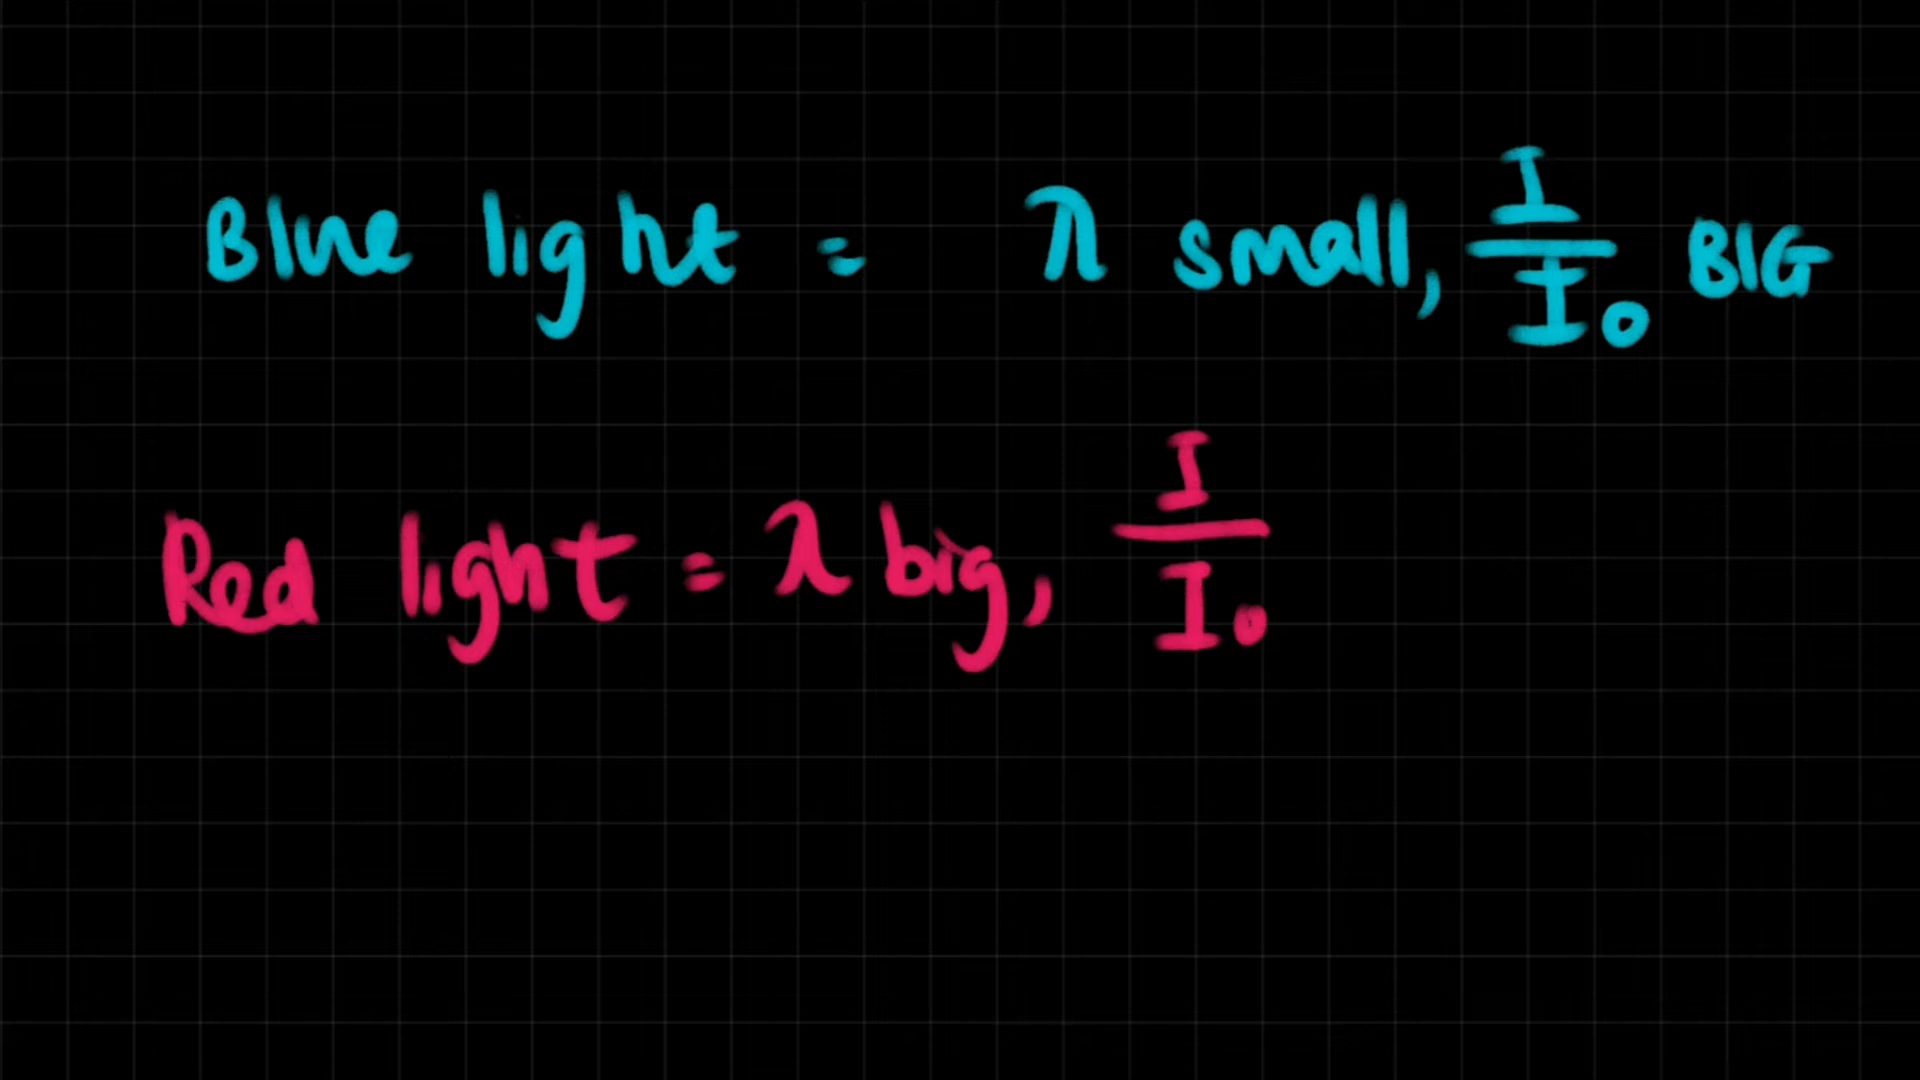 Blue light = λ small, I/I₀ BIG
Red light = λ big, I/I₀